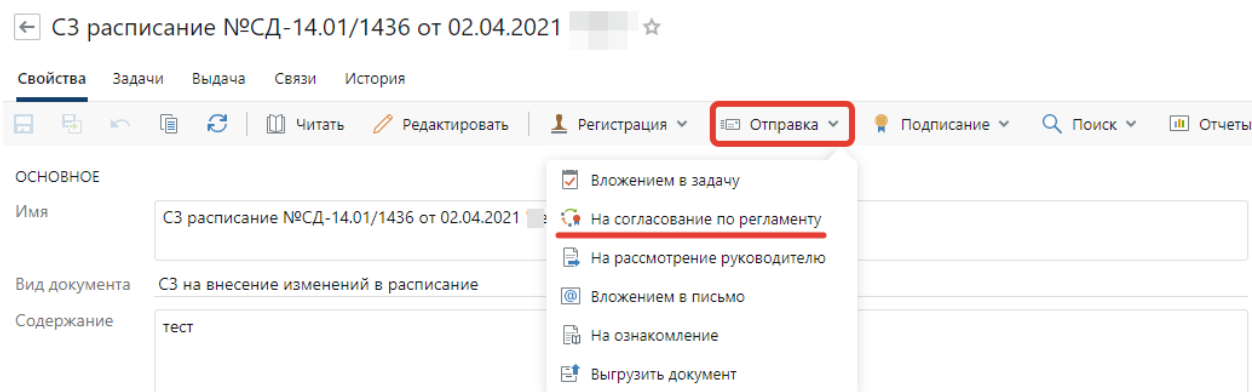 СЗ расписание №СД-14.01/1436 от 02.04.2021
Свойства Задачи Выдача Связи История
Читать Редактировать Регистрация Отправка Подписание Поиск Отчеты
ОСНОВНОЕ
Имя
СЗ расписание №СД-14.01/1436 от 02.04.2021
Вид документа
СЗ на внесение изменений в расписание
Содержание
тест
Вложением в задачу
На согласование по регламенту
На рассмотрение руководителю
Вложением в письмо
На ознакомление
Выгрузить документ